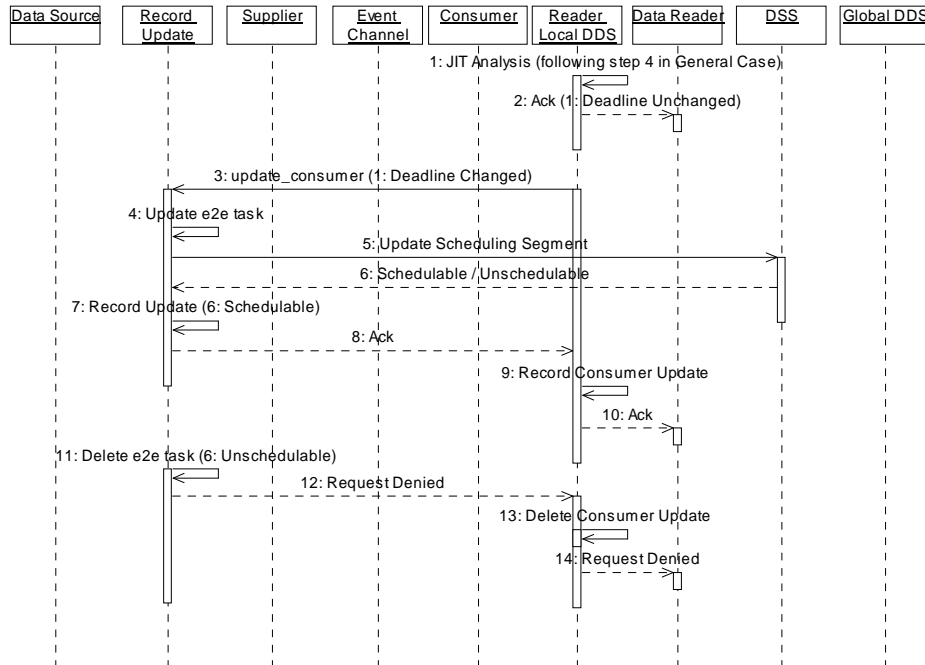 Data Source
Record
Update
Supplier
Event
Channel
Consumer
Reader
Local DDS
Data Reader
DSS
Global DDS
1: JIT Analysis (following step 4 in General Case)
2: Ack (1: Deadline Unchanged)
3: update_consumer (1: Deadline Changed)
4: Update e2e task
5: Update Scheduling Segment
6: Schedulable / Unschedulable
7: Record Update (6: Schedulable)
8: Ack
9: Record Consumer Update
10: Ack
11: Delete e2e task (6: Unschedulable)
12: Request Denied
13: Delete Consumer Update
14: Request Denied